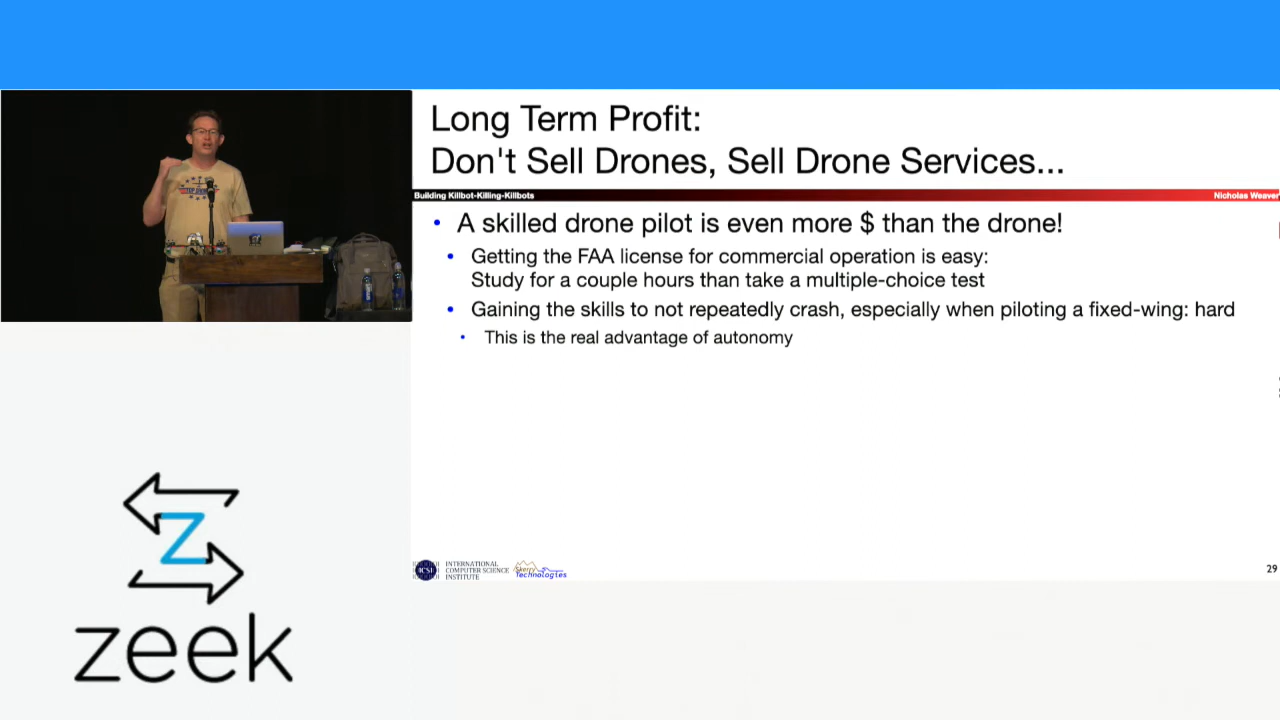 Long Term Profit:
Don't Sell Drones, Sell Drone Services...
Building Killbot-Killing-Killbots
Nicholas Weaver
• A skilled drone pilot is even more $ than the drone!
• Getting the FAA license for commercial operation is easy:
Study for a couple hours than take a multiple-choice test
• Gaining the skills to not repeatedly crash, especially when piloting a fixed-wing: hard
• This is the real advantage of autonomy
ICSI
INTERNATIONAL
COMPUTER SCIENCE
INSTITUTE
Skerry
Technologies
29
z
zeek